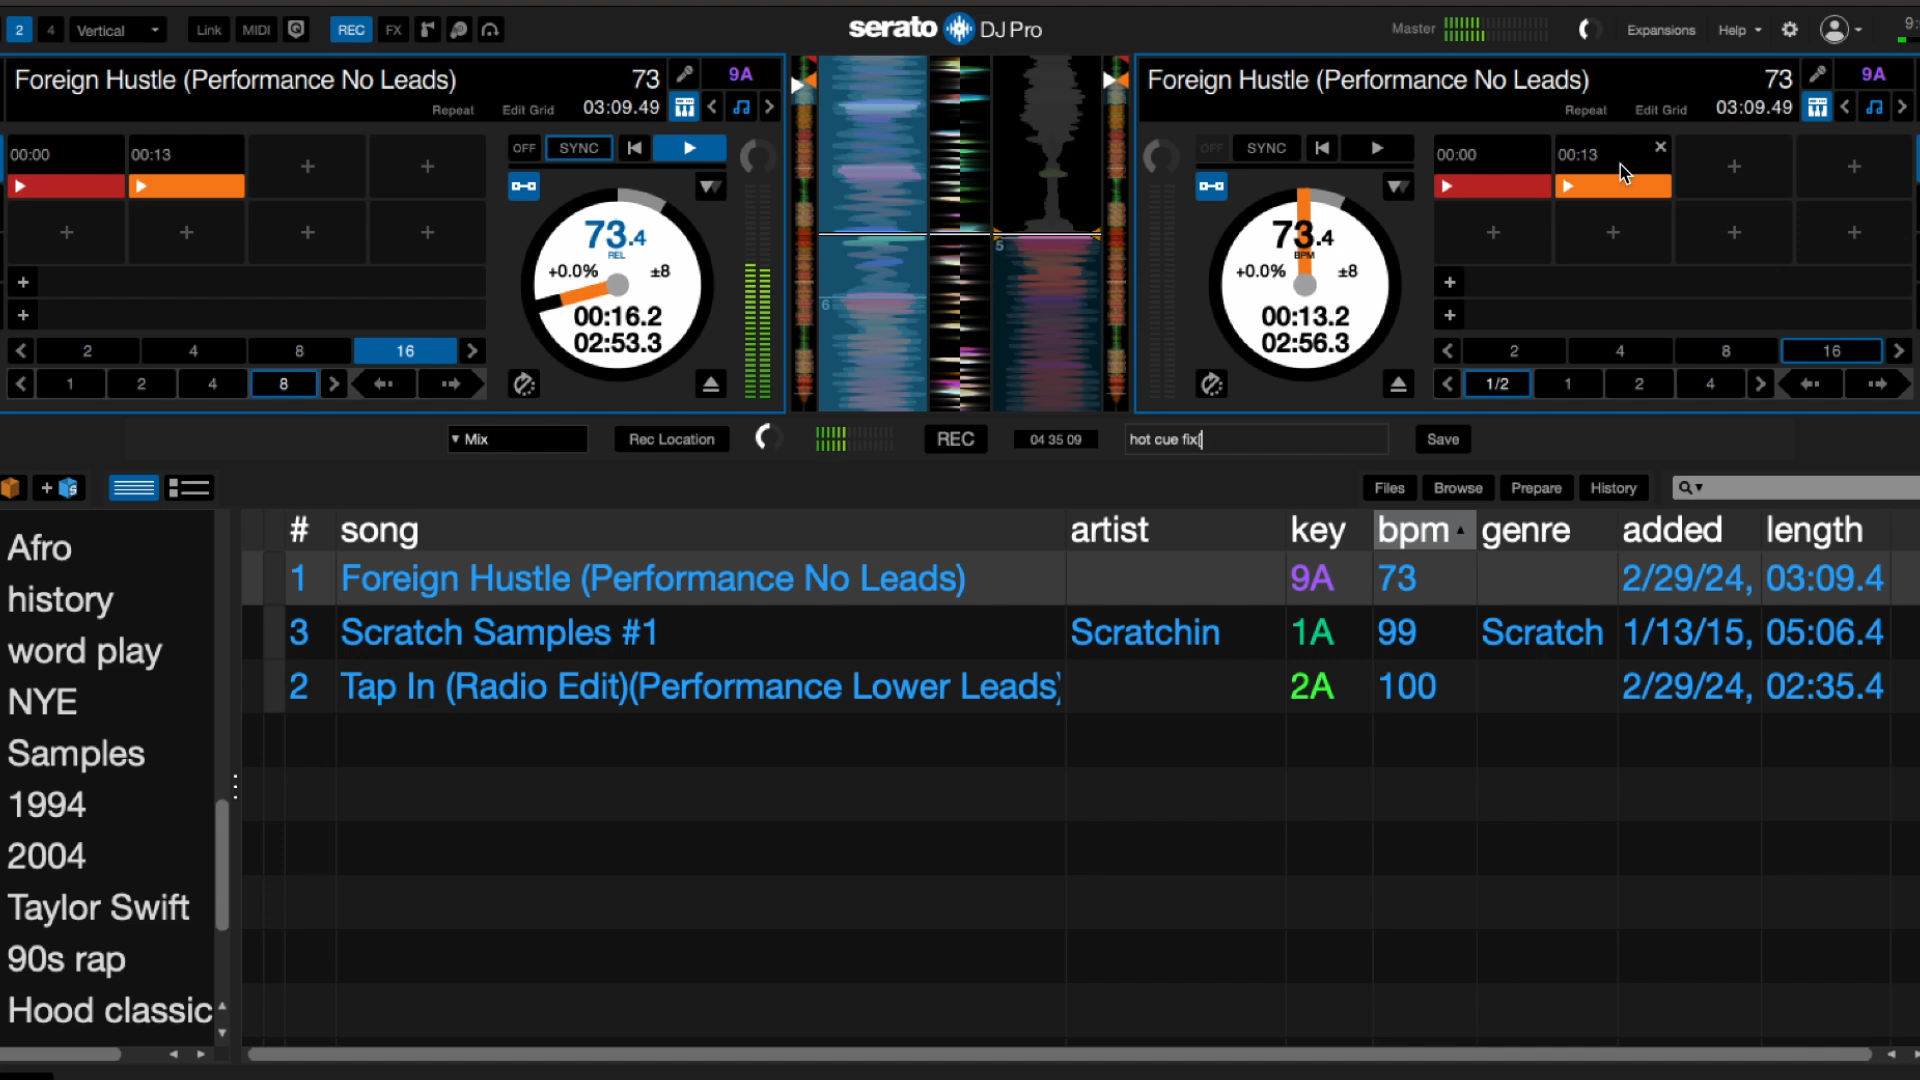 2 4 Vertical Link MIDI REC FX serato DJ Pro Master Expansions Help 9:
Foreign Hustle (Performance No Leads) 73 9A
Repeat Edit Grid 03:09.49
00:00 00:13
OFF SYNC
73.4
REL
+0.0% ±8
00:16.2
02:53.3
2 4 8 16
1 2 4 8
6
5
Foreign Hustle (Performance No Leads) 73 9A
Repeat Edit Grid 03:09.49
OFF SYNC
73.4
BPM
+0.0% ±8
00:13.2
02:56.3
00:00 00:13
2 4 8 16
1/2 1 2 4
Mix Rec Location REC 04 35 09 hot cue fix Save
Files Browse Prepare History
Afro
history
word play
NYE
Samples
1994
2004
Taylor Swift
90s rap
Hood classic
# song artist key bpm genre added length
1 Foreign Hustle (Performance No Leads) 9A 73 2/29/24, 03:09.4
3 Scratch Samples #1 Scratchin 1A 99 Scratch 1/13/15, 05:06.4
2 Tap In (Radio Edit)(Performance Lower Leads) 2A 100 2/29/24, 02:35.4